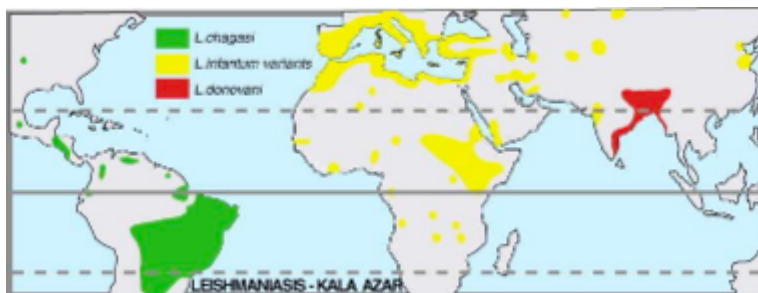 L.chagasi
L.infantum variants
L.donovani
LEISHMANIASIS - KALA AZAR